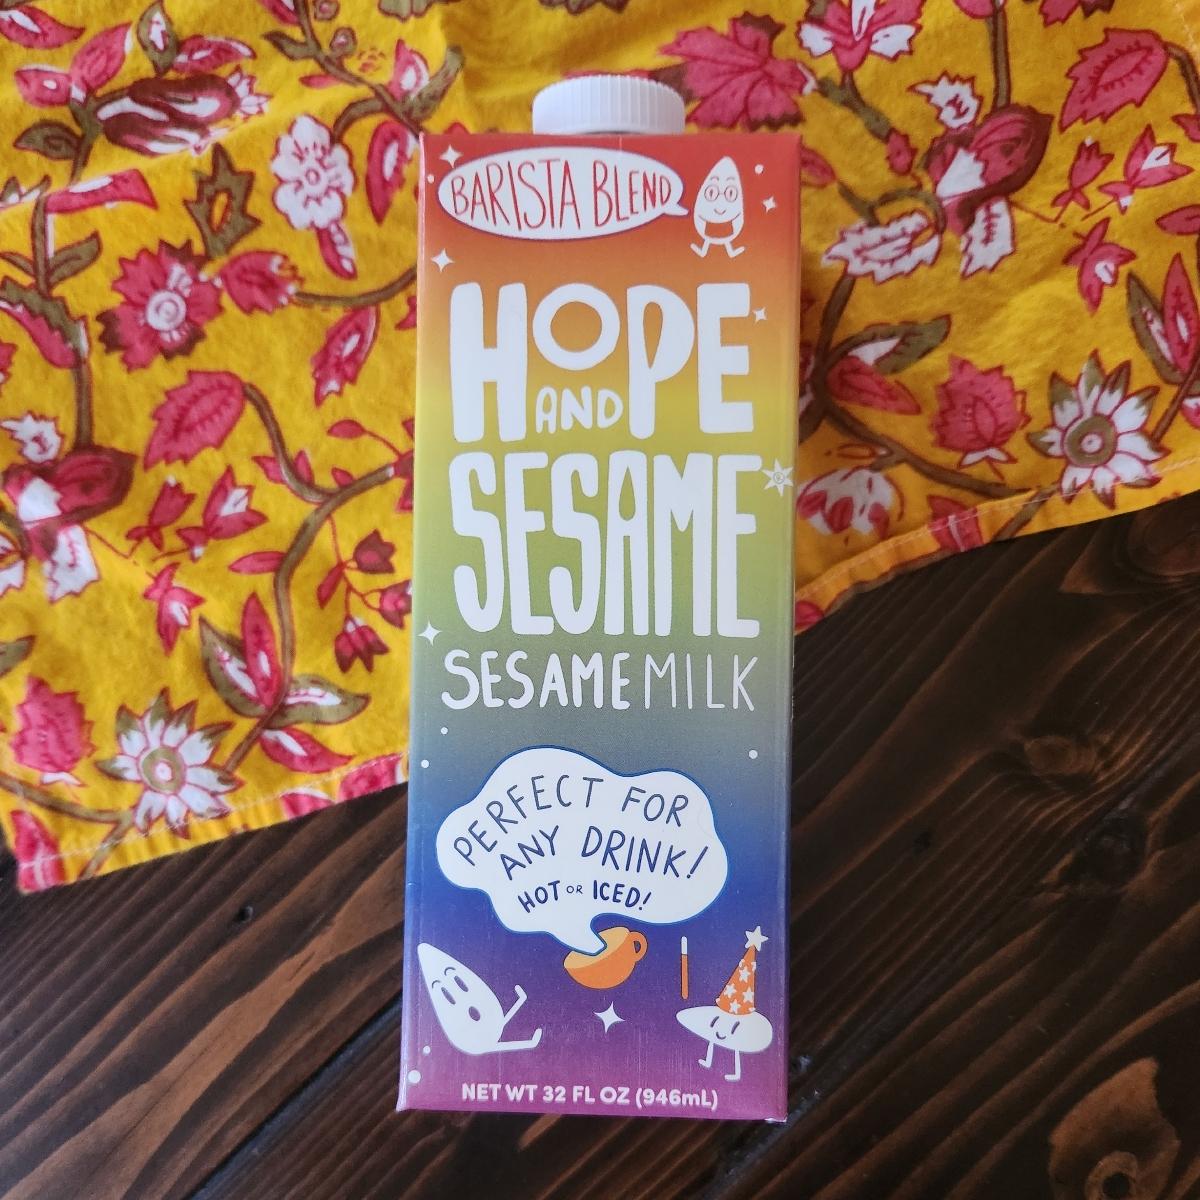 BARISTA BLEND
HOPE
AND
SESAME®
SESAME MILK
PERFECT FOR
ANY DRINK!
HOT OR ICED!
NET WT 32 FL OZ (946mL)